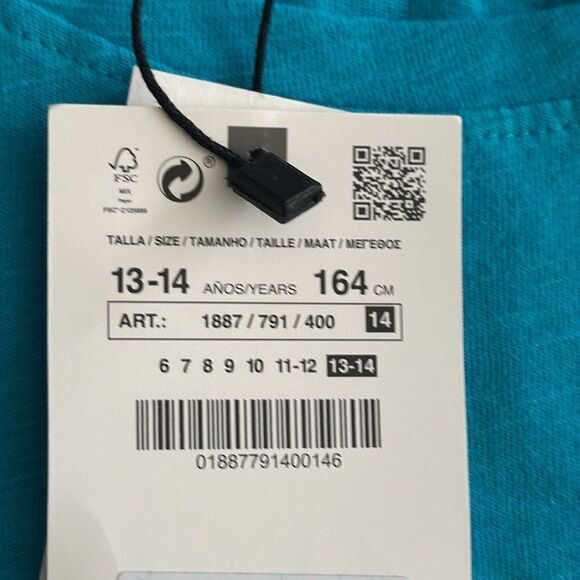 FSC
MIX
Paper
FSC® C125985
®
TALLA / SIZE / TAMANHO / TAILLE / MAAT / ΜΕΓΕΘΟΣ
13-14 AÑOS/YEARS 164 CM
ART.: 1887 / 791 / 400 14
6 7 8 9 10 11-12 13-14
01887791400146